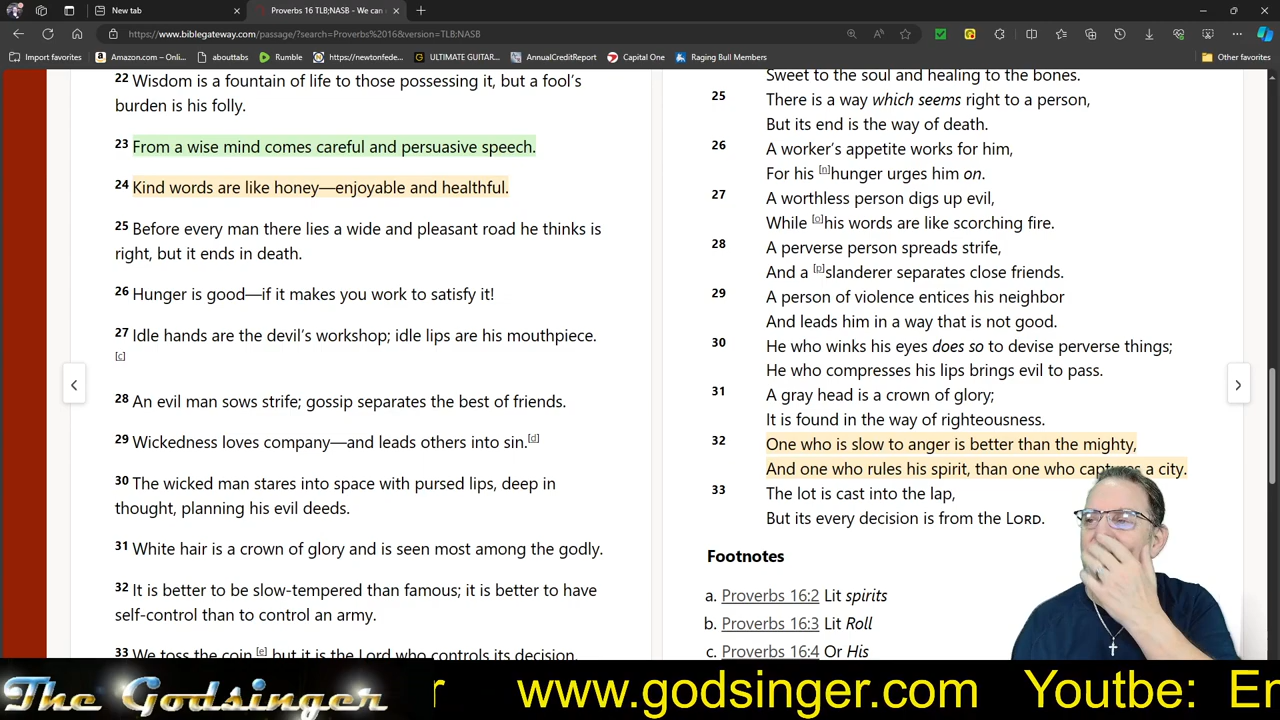 New tab
Proverbs 16 TLB;NASB - We can
https://www.biblegateway.com/passage/?search=Proverbs%2016&version=TLB;NASB
Import favorites
Amazon.com - Onlin...
abouttabs
Rumble
https://newtonfede...
ULTIMATE GUITAR...
AnnualCreditReport
Capital One
Raging Bull Members
Other favorites
22 Wisdom is a fountain of life to those possessing it, but a fool's
burden is his folly.
23 From a wise mind comes careful and persuasive speech.
24 Kind words are like honey—enjoyable and healthful.
25 Before every man there lies a wide and pleasant road he thinks is
right, but it ends in death.
26 Hunger is good—if it makes you work to satisfy it!
27 Idle hands are the devil's workshop; idle lips are his mouthpiece.
[c]
28 An evil man sows strife; gossip separates the best of friends.
29 Wickedness loves company—and leads others into sin.[d]
30 The wicked man stares into space with pursed lips, deep in
thought, planning his evil deeds.
31 White hair is a crown of glory and is seen most among the godly.
32 It is better to be slow-tempered than famous; it is better to have
self-control than to control an army.
33 We toss the coin,[e] but it is the Lord who controls its decision.
Sweet to the soul and healing to the bones.
25 There is a way which seems right to a person,
But its end is the way of death.
26 A worker's appetite works for him,
For his [n]hunger urges him on.
27 A worthless person digs up evil,
While [o]his words are like scorching fire.
28 A perverse person spreads strife,
And a [p]slanderer separates close friends.
29 A person of violence entices his neighbor
And leads him in a way that is not good.
30 He who winks his eyes does so to devise perverse things;
He who compresses his lips brings evil to pass.
31 A gray head is a crown of glory;
It is found in the way of righteousness.
32 One who is slow to anger is better than the mighty,
And one who rules his spirit, than one who captures a city.
33 The lot is cast into the lap,
But its every decision is from the LORD.
Footnotes
a. Proverbs 16:2 Lit spirits
b. Proverbs 16:3 Lit Roll
c. Proverbs 16:4 Or His
The Godsinger
r www.godsinger.com Youtbe: En